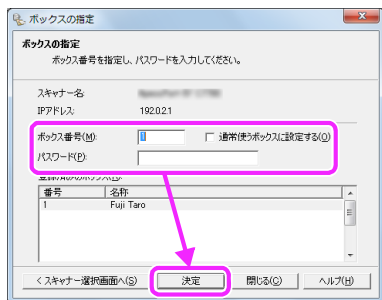 ボックスの指定
ボックスの指定
ボックス番号を指定し、パスワードを入力してください。
スキャナー名:
IPアドレス: 192.0.2.1
ボックス番号(M): 1 通常使うボックスに設定する(O)
パスワード(P):
番号 名称
1 Fuji Taro
< スキャナー選択画面へ(S) 決定 閉じる(C) ヘルプ(H)